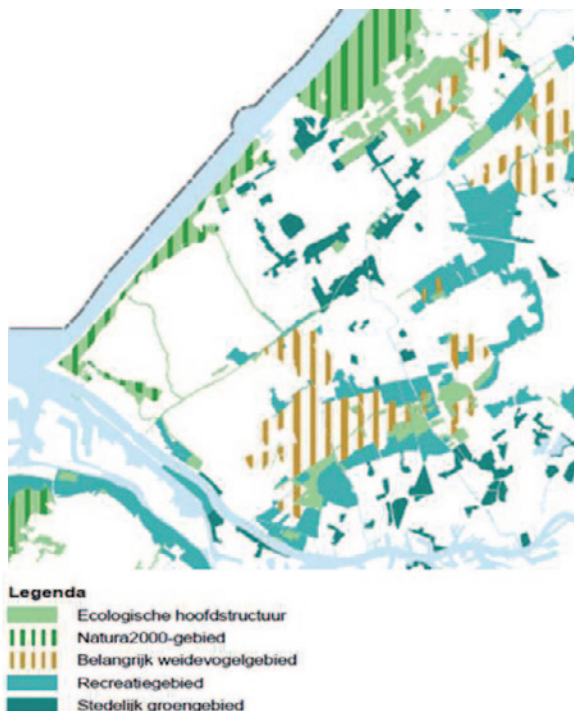 Legenda
Ecologische hoofdstructuur
Natura2000-gebied
Belangrijk weidevogelgebied
Recreatiegebied
Stedelijk groengebied